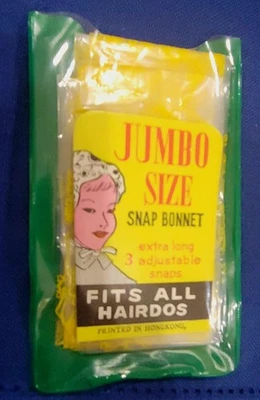 JUMBO
SIZE
SNAP BONNET
extra long
3 adjustable
snaps
FITS ALL
HAIRDOS
PRINTED IN HONGKONG,